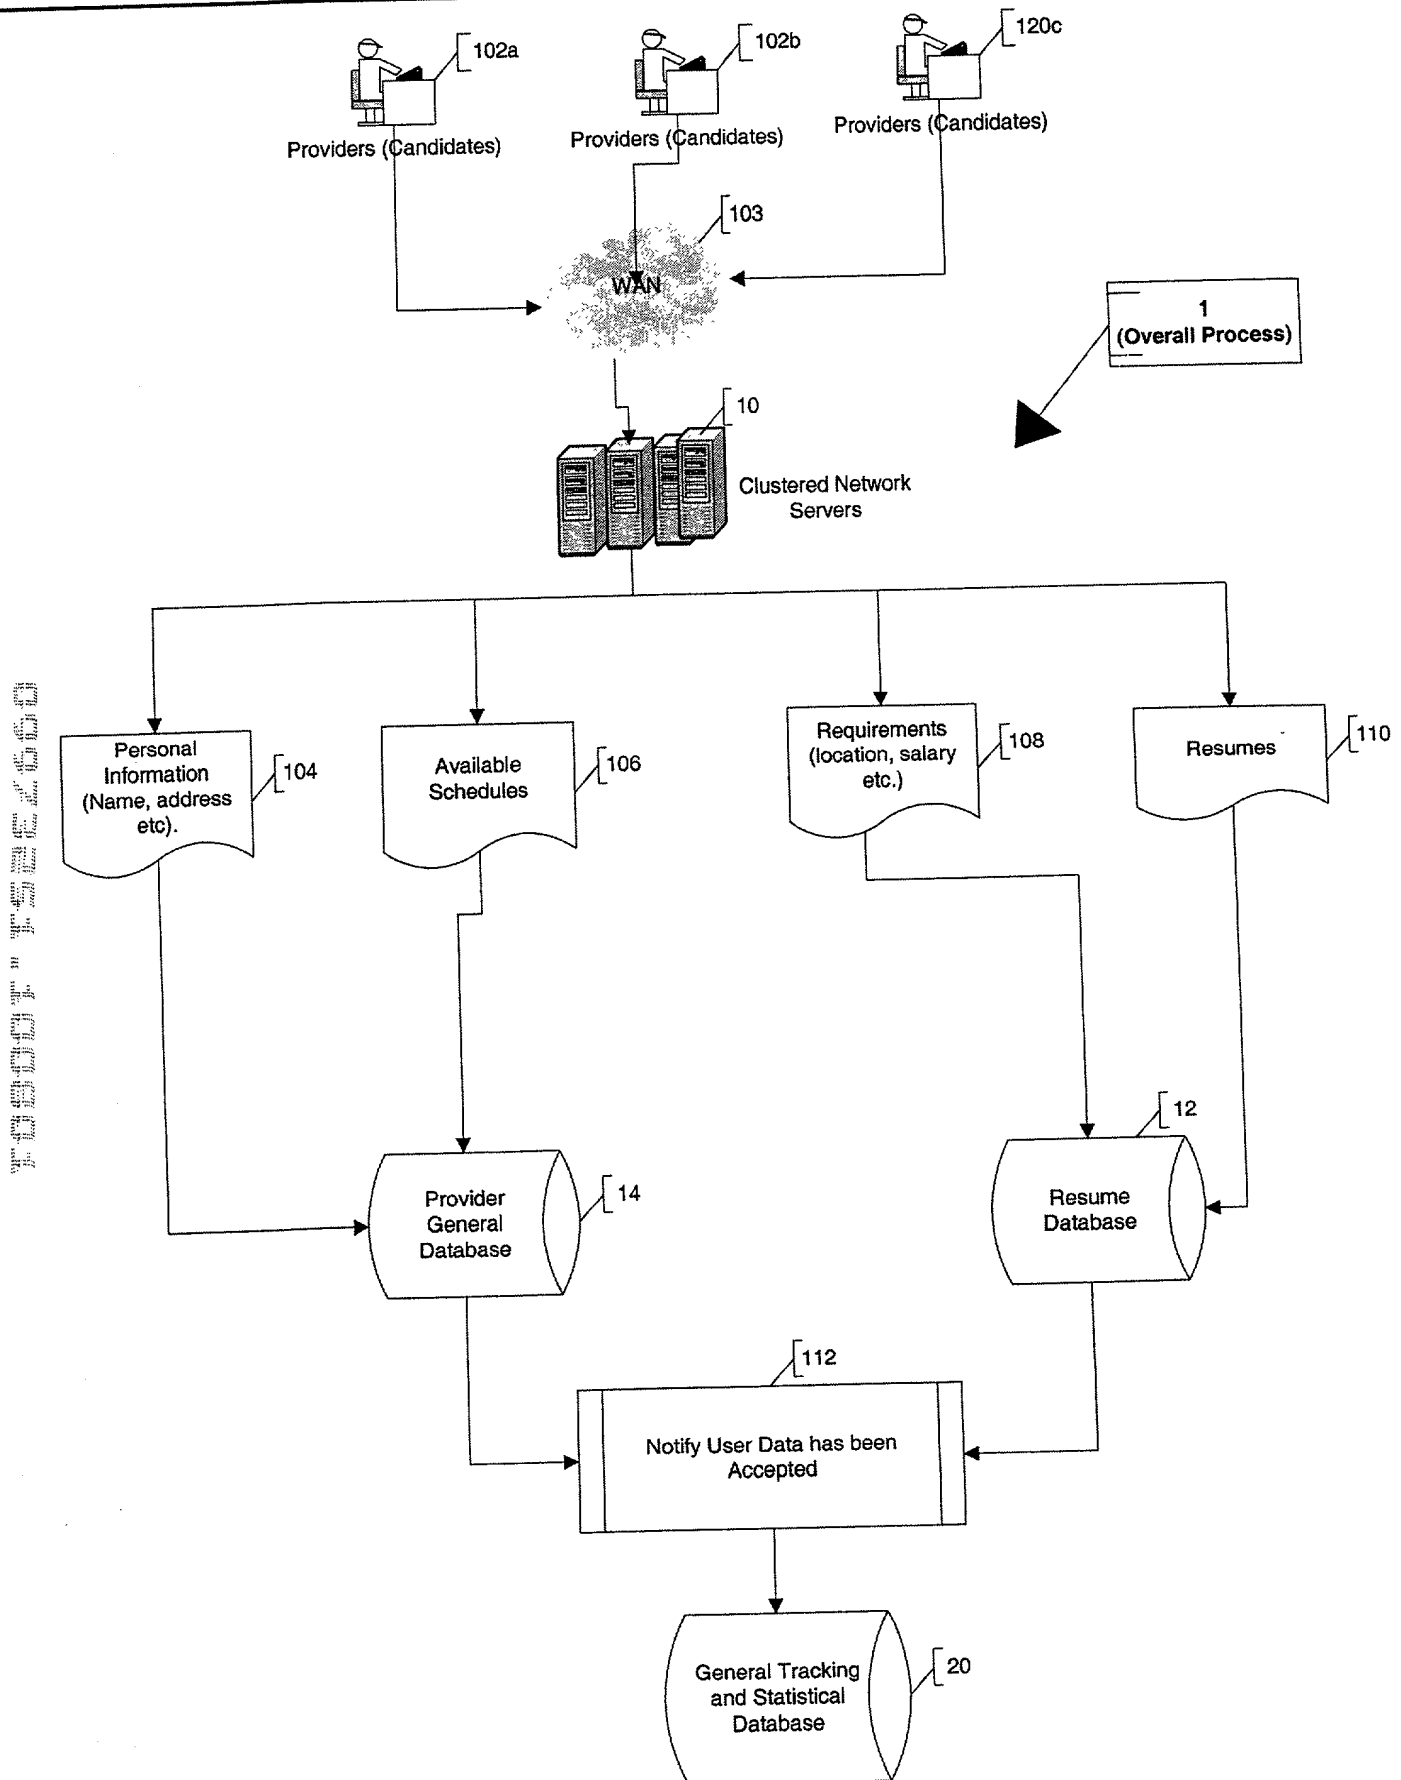 102a
102b
120c
Providers (Candidates)
Providers (Candidates)
Providers (Candidates)
103
WAN
1
(Overall Process)
10
Clustered Network
Servers
Personal
Information
(Name, address
etc).
104
Available
Schedules
106
Requirements
(location, salary
etc.)
108
Resumes
110
09973251.100801
12
Resume
Database
14
Provider
General
Database
112
Notify User Data has been
Accepted
20
General Tracking
and Statistical
Database